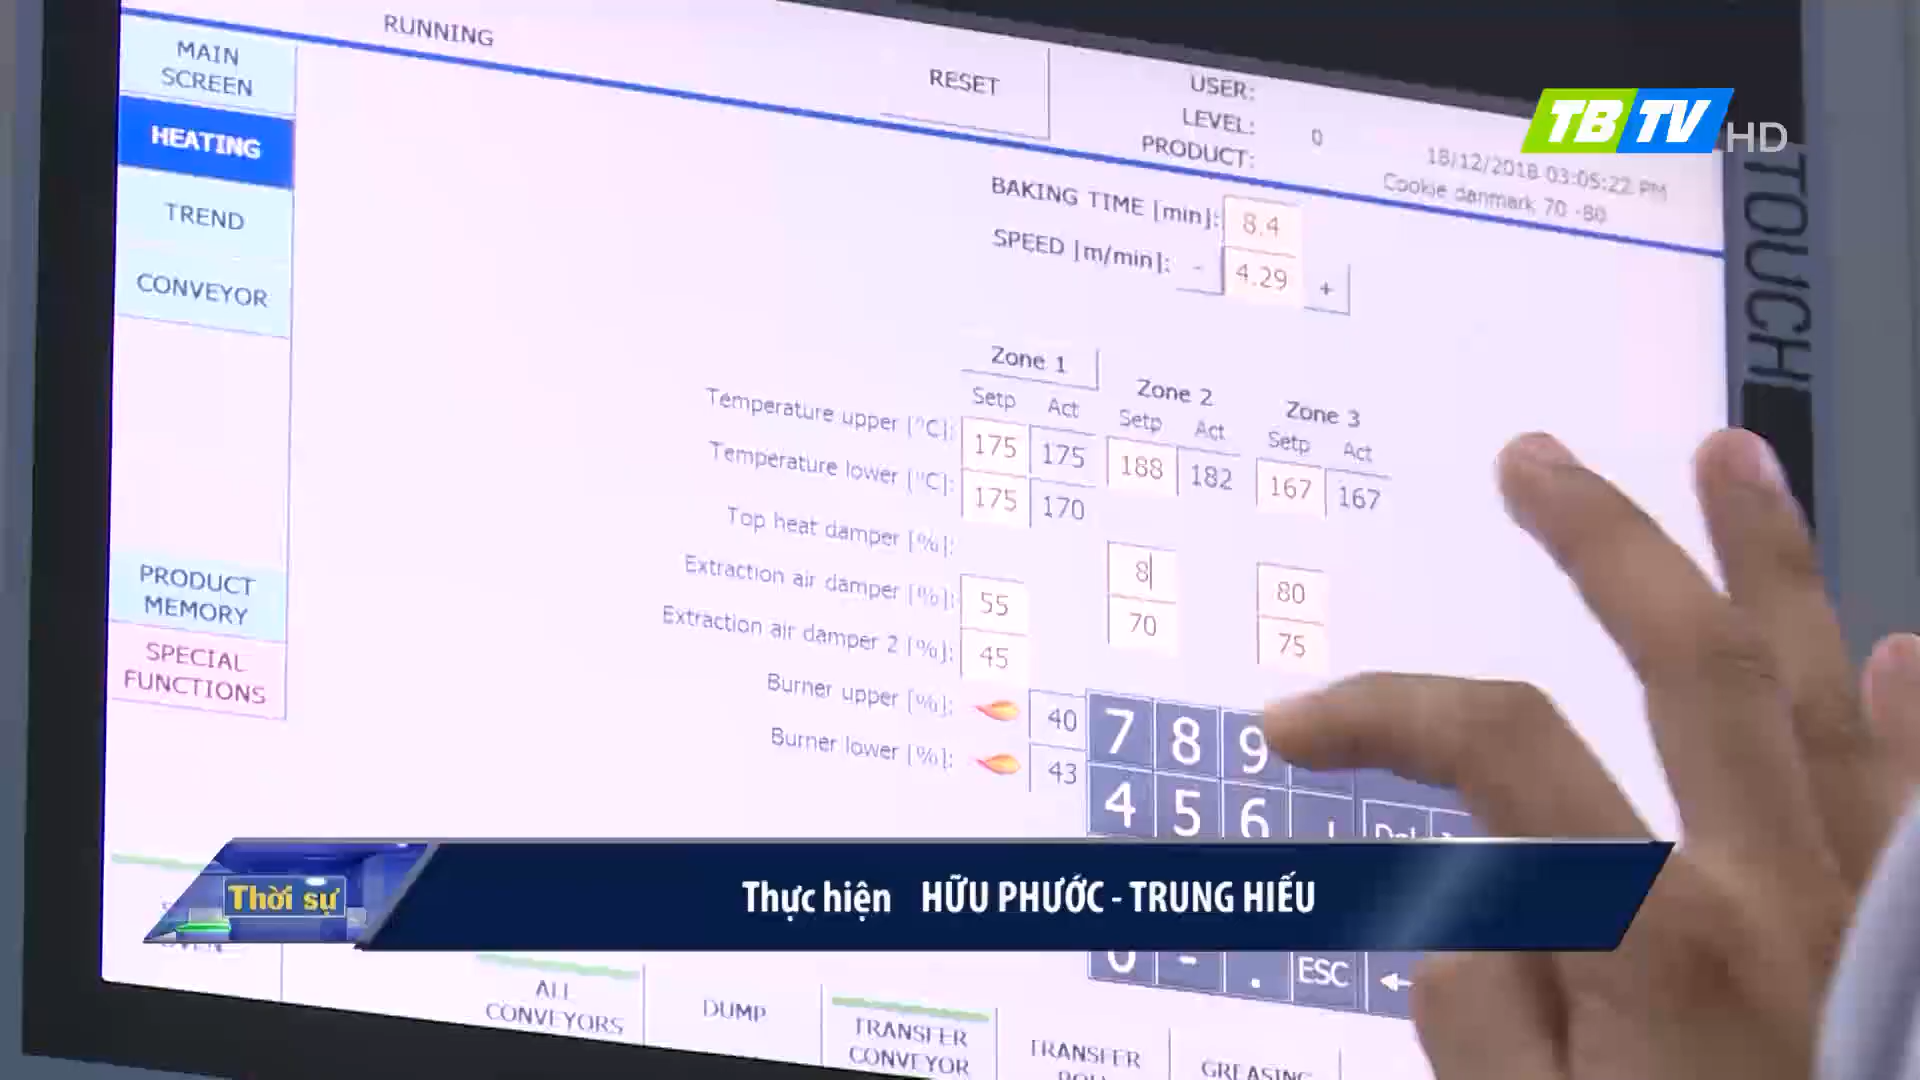 RUNNING
MAIN
SCREEN
RESET
USER:
LEVEL: 0
PRODUCT:
TBTV HD
18/12/2018 03:05:22 PM
Cookie danmark 70 -80
TOUCH
HEATING
TREND
CONVEYOR
BAKING TIME [min]: 8.4
SPEED [m/min]: - 4.29 +
Zone 1 Zone 2 Zone 3
Setp Act Setp Act Setp Act
Temperature upper [°C]: 175 175 188 182 167 167
Temperature lower [°C]: 175 170
Top heat damper [%]: 8 80
Extraction air damper [%]: 55 70 75
Extraction air damper 2 [%]: 45
Burner upper [%]: 40
Burner lower [%]: 43
PRODUCT
MEMORY
SPECIAL
FUNCTIONS
7 8 9
4 5 6
0 - . ESC ←
Thời sự
Thực hiện HỮU PHƯỚC - TRUNG HIẾU
OVEN
ALL
CONVEYORS
DUMP
TRANSFER
CONVEYOR
TRANSFER
GREASING